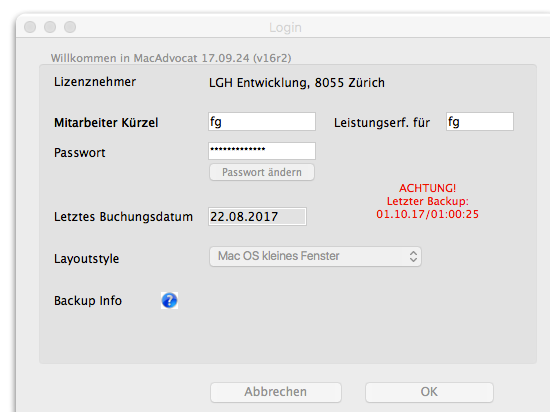 Login
Willkommen in MacAdvocat 17.09.24 (v16r2)
Lizenznehmer LGH Entwicklung, 8055 Zürich
Mitarbeiter Kürzel fg Leistungserf. für fg
Passwort •••••••••••••
Passwort ändern
ACHTUNG!
Letzter Backup:
01.10.17/01:00:25
Letztes Buchungsdatum 22.08.2017
Layoutstyle Mac OS kleines Fenster
Backup Info ?
Abbrechen OK